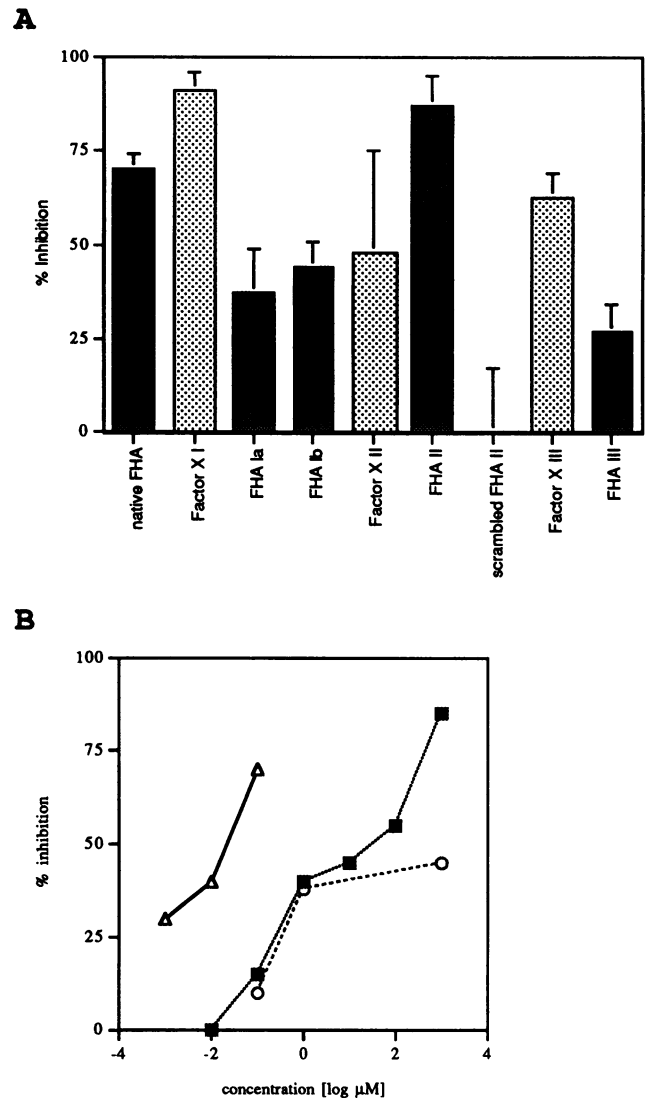 A
100
75
50
25
0
% Inhibition
native FHA
Factor X I
FHA Ia
FHA Ib
Factor X II
FHA II
scrambled FHA II
Factor X III
FHA III
B
100
75
50
25
0
% inhibition
-4
-2
0
2
4
concentration [log µM]